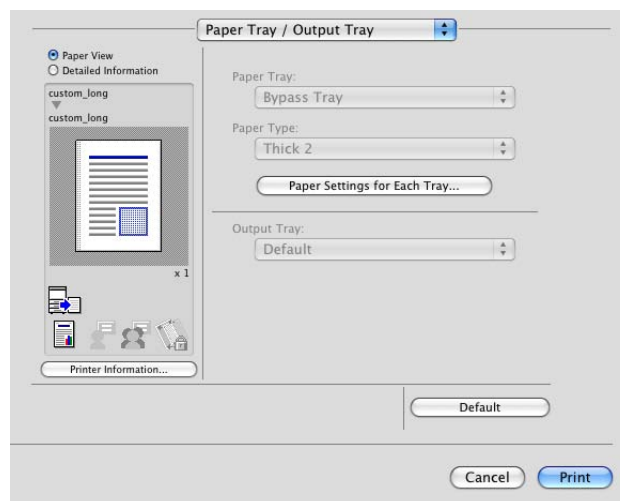 Paper Tray / Output Tray
Paper View
Detailed Information
custom_long
custom_long
x 1
Printer Information...
Paper Tray:
Bypass Tray
Paper Type:
Thick 2
Paper Settings for Each Tray...
Output Tray:
Default
Default
Cancel
Print